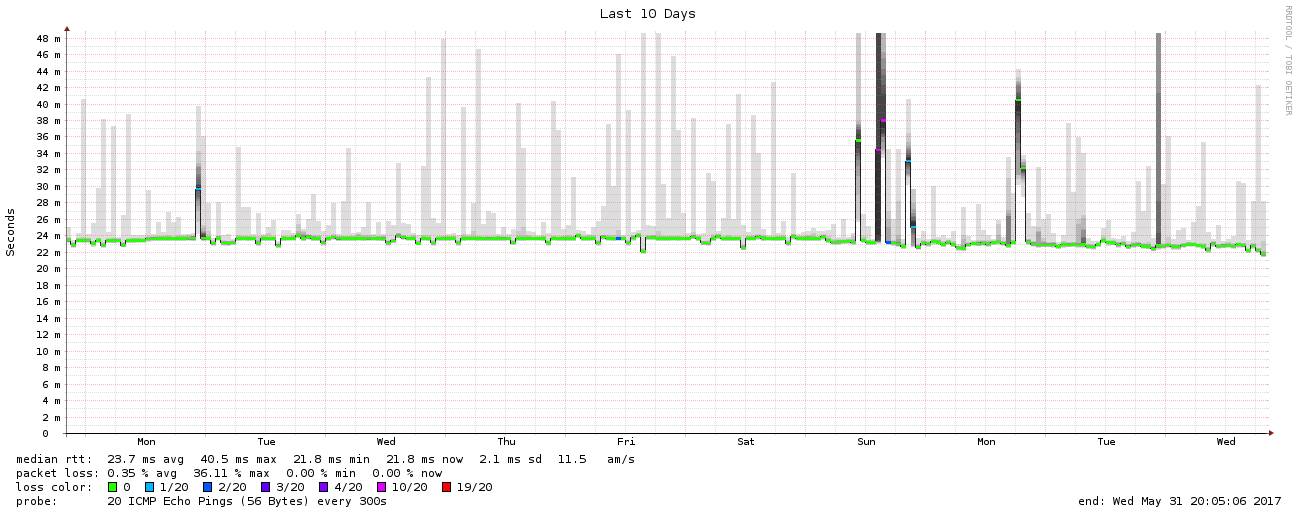 Last 10 Days
RRDTOOL / TOBI OETIKER
Seconds
48 m
46 m
44 m
42 m
40 m
38 m
36 m
34 m
32 m
30 m
28 m
26 m
24 m
22 m
20 m
18 m
16 m
14 m
12 m
10 m
8 m
6 m
4 m
2 m
0
Mon Tue Wed Thu Fri Sat Sun Mon Tue Wed
median rtt: 23.7 ms avg 40.5 ms max 21.8 ms min 21.8 ms now 2.1 ms sd 11.5 am/s
packet loss: 0.35 % avg 36.11 % max 0.00 % min 0.00 % now
loss color: 0 1/20 2/20 3/20 4/20 10/20 19/20
probe: 20 ICMP Echo Pings (56 Bytes) every 300s end: Wed May 31 20:05:06 2017